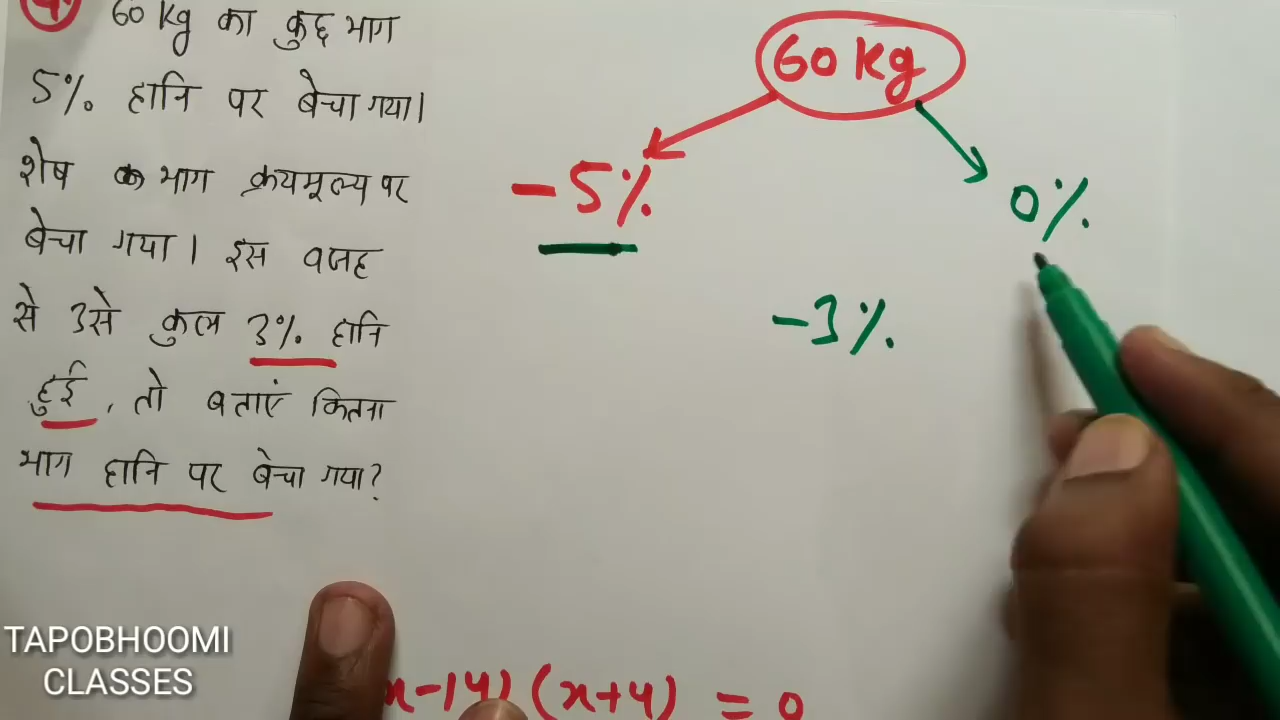 60 Kg का कुछ भाग
5% हानि पर बेचा गया।
शेष भाग क्रयमूल्य पर
बेचा गया। इस वजह
से उसे कुल 3% हानि
हुई, तो बताएं कितना
भाग हानि पर बेचा गया?
60 Kg
-5%
0%
-3%
x-14) (x+4) = 0
TAPOBHOOMI
CLASSES